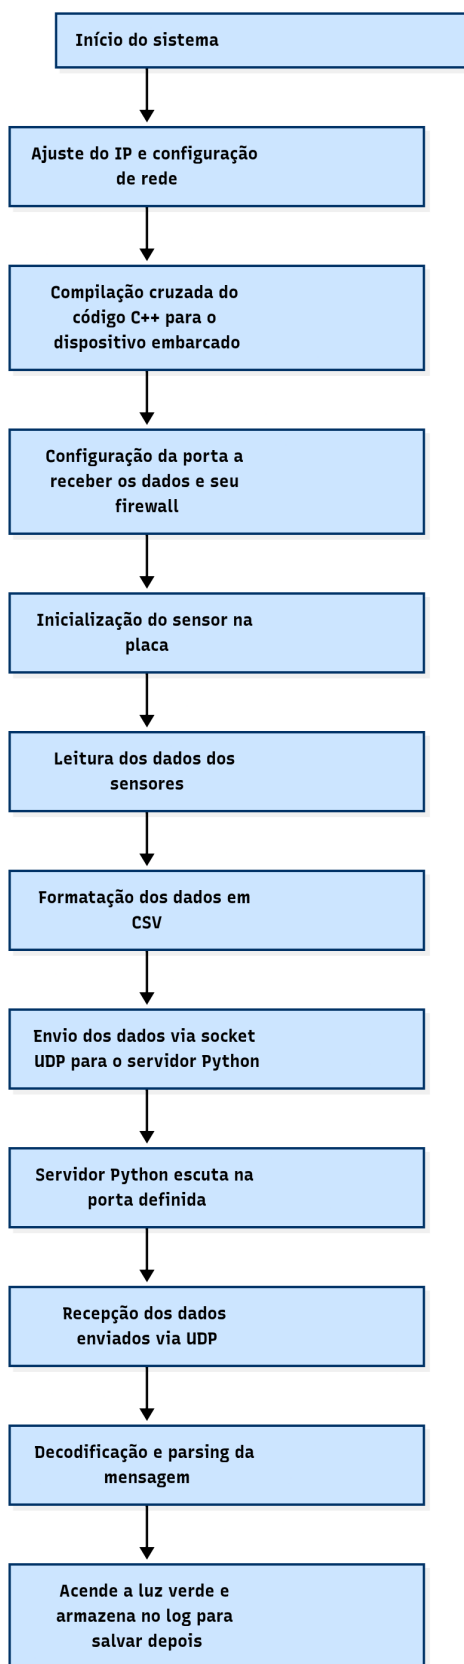 Início do sistema
Ajuste do IP e configuração
de rede
Compilação cruzada do
código C++ para o
dispositivo embarcado
Configuração da porta a
receber os dados e seu
firewall
Inicialização do sensor na
placa
Leitura dos dados dos
sensores
Formatação dos dados em
CSV
Envio dos dados via socket
UDP para o servidor Python
Servidor Python escuta na
porta definida
Recepção dos dados
enviados via UDP
Decodificação e parsing da
mensagem
Acende a luz verde e
armazena no log para
salvar depois